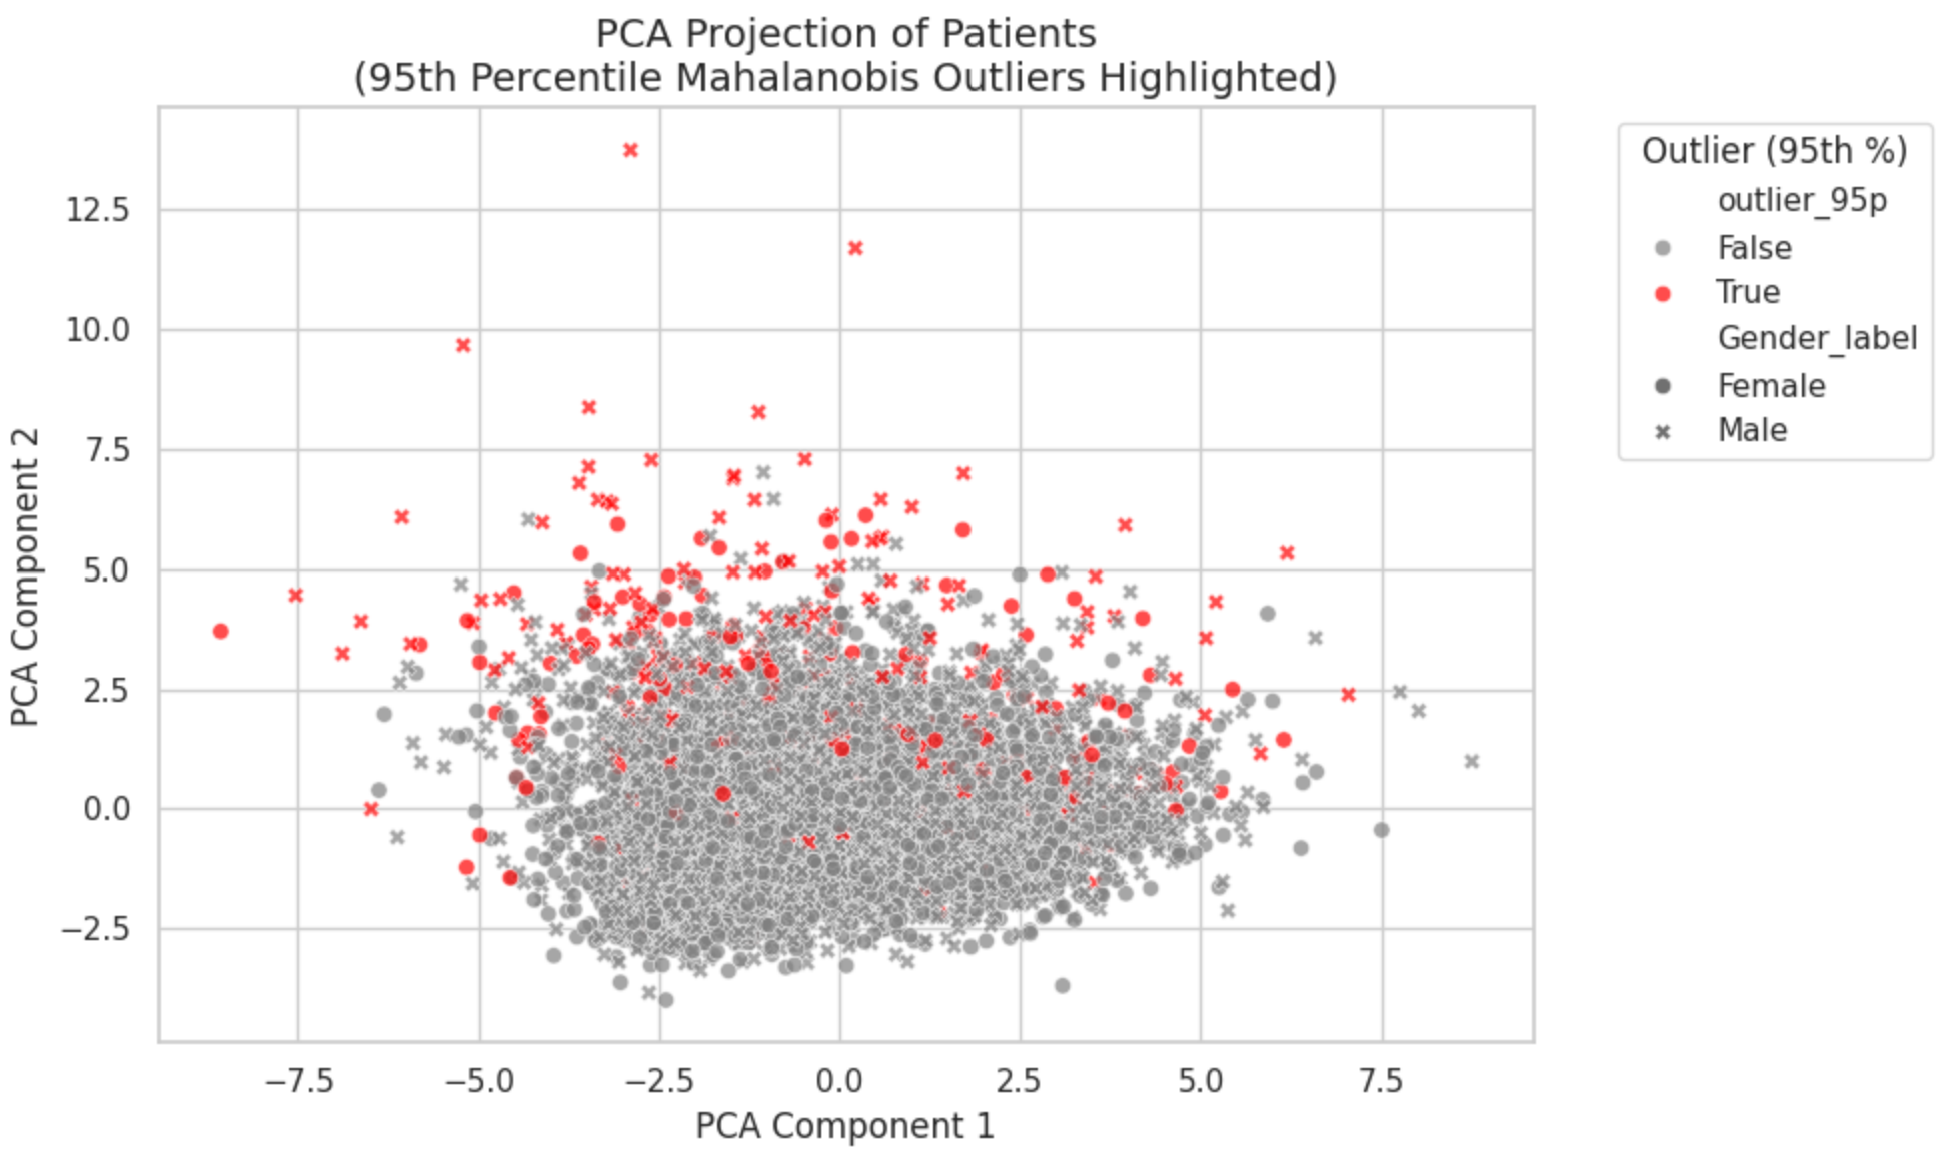 PCA Projection of Patients
(95th Percentile Mahalanobis Outliers Highlighted)
Outlier (95th %)
outlier_95p
False
True
Gender_label
Female
Male
PCA Component 2
12.5
10.0
7.5
5.0
2.5
0.0
−2.5
−7.5
−5.0
−2.5
0.0
2.5
5.0
7.5
PCA Component 1